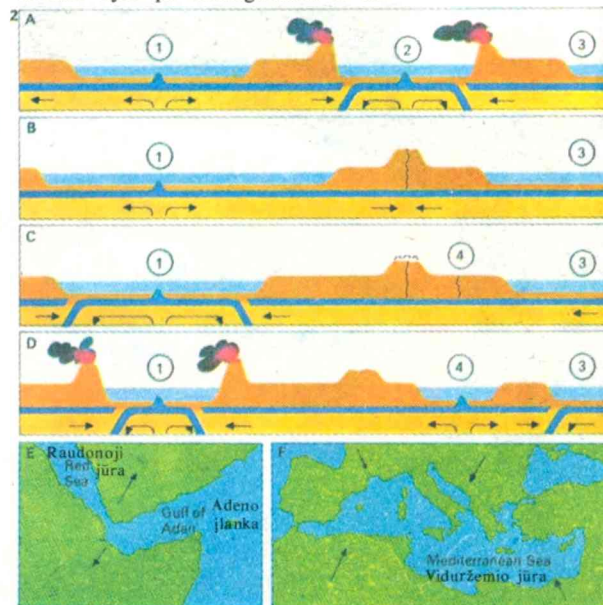 2
A
1
2
3
B
1
3
C
1
4
3
D
1
4
3
E
Raudonoji
Red jūra
Sea
Gulf of Adeno
Aden įlanka
F
Mediterranean Sea
Viduržemio jūra